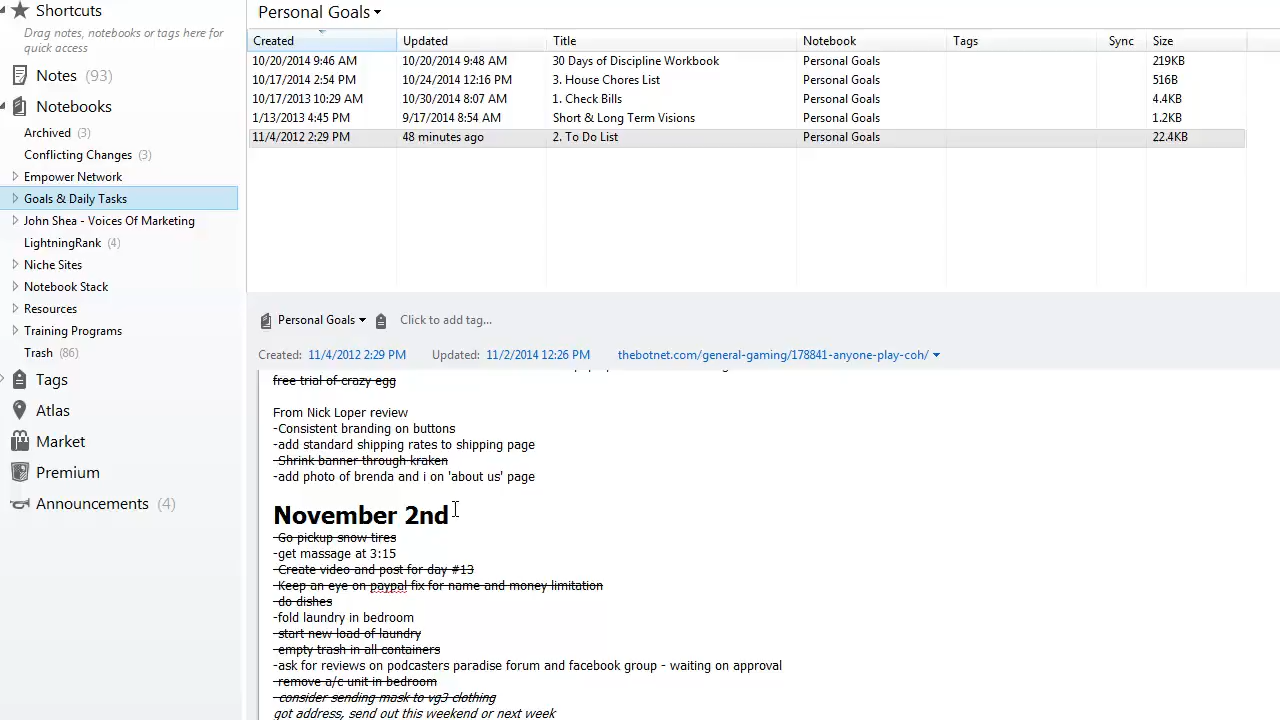 Shortcuts
Drag notes, notebooks or tags here for
quick access
Notes (93)
Notebooks
Archived (3)
Conflicting Changes (3)
Empower Network
Goals & Daily Tasks
John Shea - Voices Of Marketing
LightningRank (4)
Niche Sites
Notebook Stack
Resources
Training Programs
Trash (86)
Tags
Atlas
Market
Premium
Announcements (4)
Personal Goals
Created Updated Title Notebook Tags Sync Size
10/20/2014 9:46 AM 10/20/2014 9:48 AM 30 Days of Discipline Workbook Personal Goals 219KB
10/17/2014 2:54 PM 10/24/2014 12:16 PM 3. House Chores List Personal Goals 516B
10/17/2013 10:29 AM 10/30/2014 8:07 AM 1. Check Bills Personal Goals 4.4KB
1/13/2013 4:45 PM 9/17/2014 8:54 AM Short & Long Term Visions Personal Goals 1.2KB
11/4/2012 2:29 PM 48 minutes ago 2. To Do List Personal Goals 22.4KB
Personal Goals Click to add tag...
Created: 11/4/2012 2:29 PM Updated: 11/2/2014 12:26 PM thebotnet.com/general-gaming/178841-anyone-play-coh/
free trial of crazy egg
From Nick Loper review
-Consistent branding on buttons
-add standard shipping rates to shipping page
-Shrink banner through kraken
-add photo of brenda and i on 'about us' page
November 2nd
-Go pickup snow tires
-get massage at 3:15
-Create video and post for day #13
-Keep an eye on paypal fix for name and money limitation
-do dishes
-fold laundry in bedroom
-start new load of laundry
-empty trash in all containers
-ask for reviews on podcasters paradise forum and facebook group - waiting on approval
-remove a/c unit in bedroom
-consider sending mask to vg3 clothing
got address, send out this weekend or next week